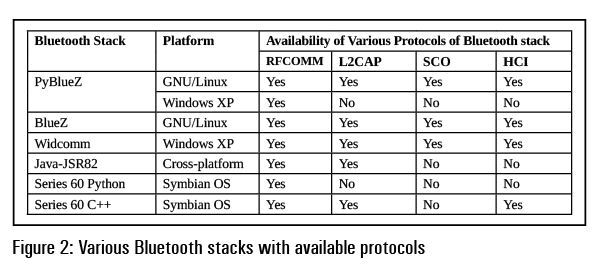 Bluetooth Stack Platform Availability of Various Protocols of Bluetooth stack
RFCOMM L2CAP SCO HCI
PyBlueZ GNU/Linux Yes Yes Yes Yes
Windows XP Yes No No No
BlueZ GNU/Linux Yes Yes Yes Yes
Widcomm Windows XP Yes Yes Yes Yes
Java-JSR82 Cross-platform Yes Yes No No
Series 60 Python Symbian OS Yes No No No
Series 60 C++ Symbian OS Yes Yes No Yes
Figure 2: Various Bluetooth stacks with available protocols